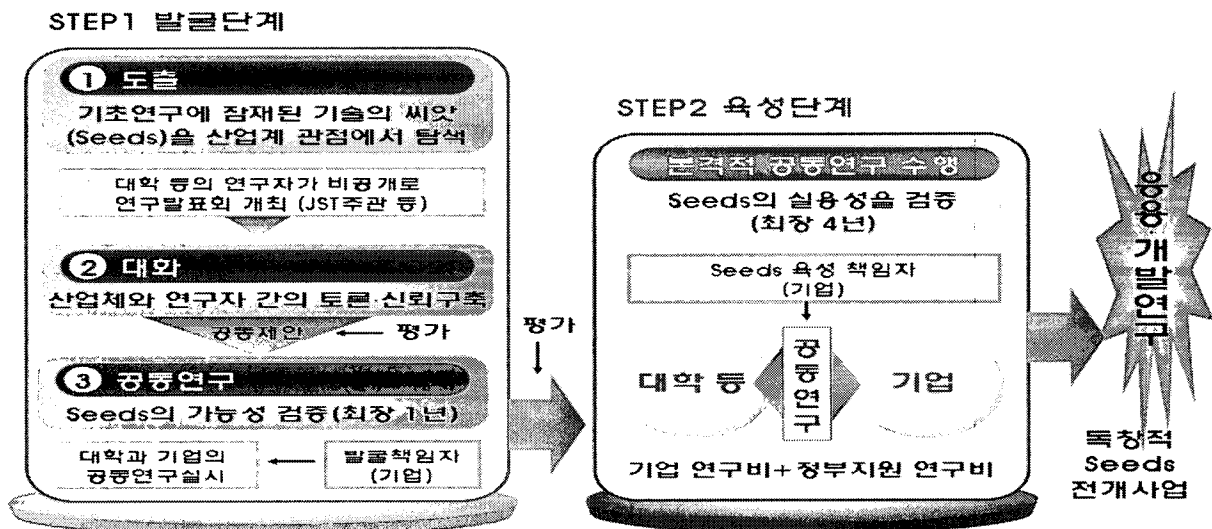 STEP1 발굴단계
① 도출
기초연구에 잠재된 기술의 씨앗
(Seeds)을 산업계 관점에서 탐색
대학 등의 연구자가 비공개로
연구발표회 개최 (JST주관 등)
② 대화
산업체와 연구자 간의 토론·신뢰구축
공동제안 평가
③ 공동연구
Seeds의 가능성 검증(최장 1년)
대학과 기업의
공동연구실시
발굴책임자
(기업)
평가
STEP2 육성단계
본격적 공동연구 수행
Seeds의 실용성을 검증
(최장 4년)
Seeds 육성 책임자
(기업)
대학 등
공동연구
기업
기업 연구비+정부지원 연구비
응용개발연구
독창적
Seeds
전개사업